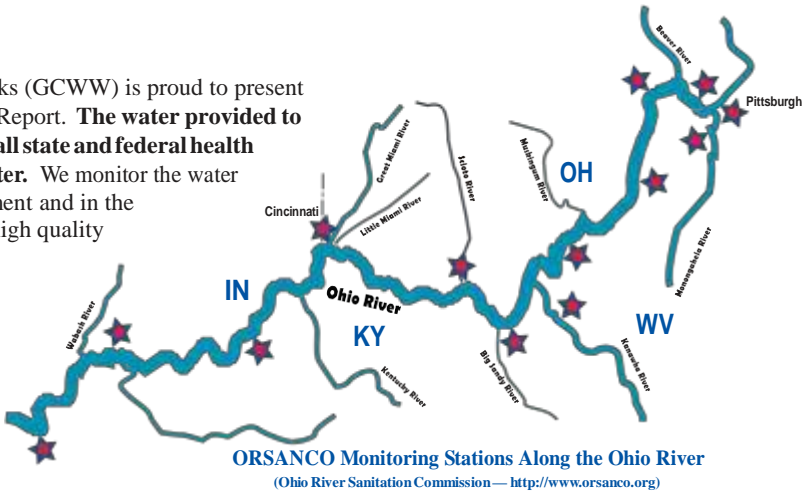 ks (GCWW) is proud to present
Report. The water provided to
all state and federal health
ter. We monitor the water
ment and in the
igh quality
Beaver River
Pittsburgh
Great Miami River
Scioto River
Muskingum River
OH
Cincinnati
Little Miami River
Monongahela River
IN
Ohio River
WV
Wabash River
KY
Kentucky River
Big Sandy River
Kanawha River
ORSANCO Monitoring Stations Along the Ohio River
(Ohio River Sanitation Commission — http://www.orsanco.org)